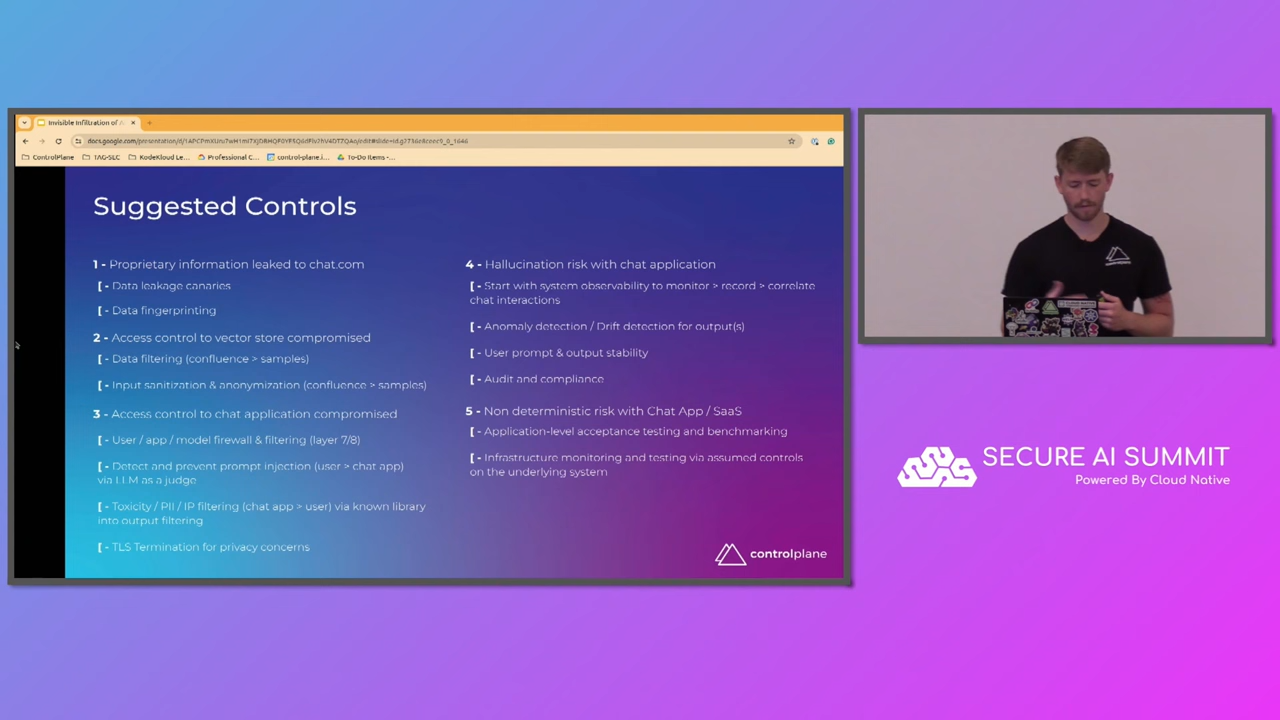 Invisible Infiltration of A
ControlPlane
TAG-SLC
KodeKloud Le...
Professional C...
control-plane.i...
To-Do Items -...
Suggested Controls
1 - Proprietary information leaked to chat.com
[ - Data leakage canaries
[ - Data fingerprinting
2 - Access control to vector store compromised
[ - Data filtering (confluence > samples)
[ - Input sanitization & anonymization (confluence > samples)
3 - Access control to chat application compromised
[ - User / app / model firewall & filtering (layer 7/8)
[ - Detect and prevent prompt injection (user > chat app)
via LLM as a judge
[ - Toxicity / PII / IP filtering (chat app > user) via known library
into output filtering
[ - TLS Termination for privacy concerns
4 - Hallucination risk with chat application
[ - Start with system observability to monitor > record > correlate
chat interactions
[ - Anomaly detection / Drift detection for output(s)
[ - User prompt & output stability
[ - Audit and compliance
5 - Non deterministic risk with Chat App / SaaS
[ - Application-level acceptance testing and benchmarking
[ - Infrastructure monitoring and testing via assumed controls
on the underlying system
controlplane
SECURE AI SUMMIT
Powered By Cloud Native